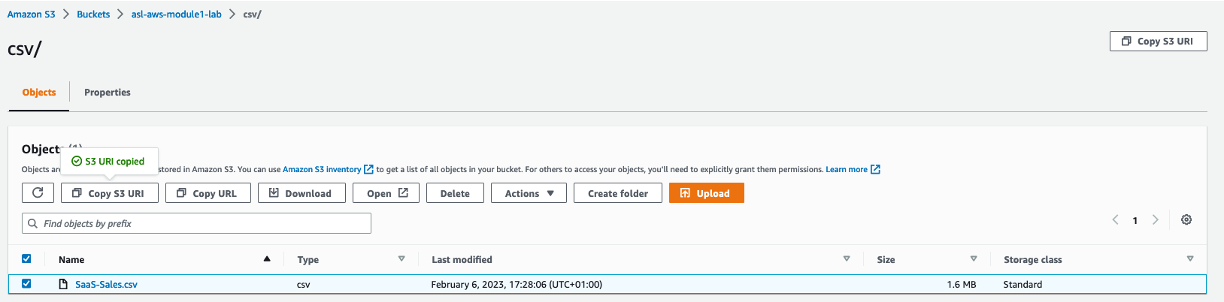 Amazon S3 > Buckets > asl-aws-module1-lab > csv/
csv/
Copy S3 URI
Objects
Properties
Objects (1)
S3 URI copied
Objects are stored in Amazon S3. You can use Amazon S3 inventory to get a list of all objects in your bucket. For others to access your objects, you'll need to explicitly grant them permissions. Learn more
Copy S3 URI
Copy URL
Download
Open
Delete
Actions
Create folder
Upload
Find objects by prefix
1
Name Type Last modified Size Storage class
SaaS-Sales.csv csv February 6, 2023, 17:28:06 (UTC+01:00) 1.6 MB Standard